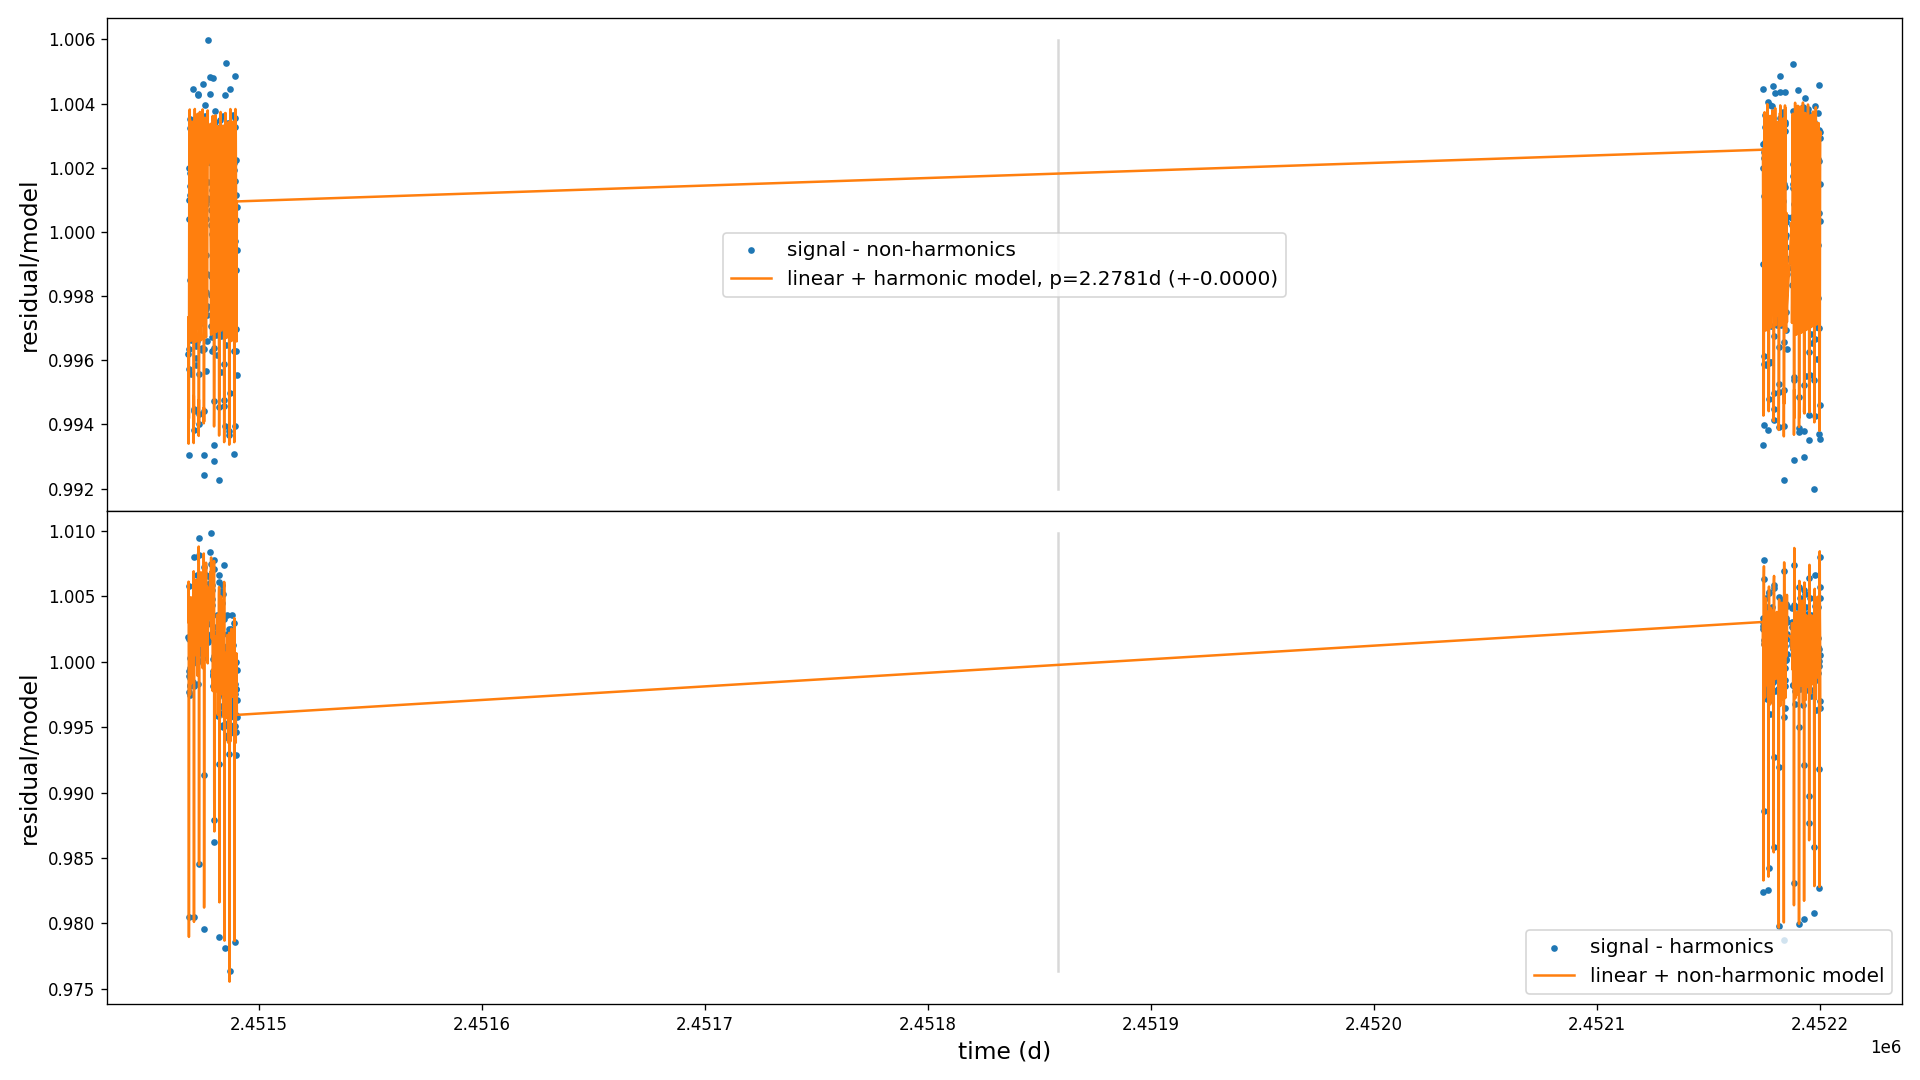 1.006
1.004
1.002
1.000
0.998
0.996
0.994
0.992
residual/model
signal - non-harmonics
linear + harmonic model, p=2.2781d (+-0.0000)
1.010
1.005
1.000
0.995
0.990
0.985
0.980
0.975
residual/model
signal - harmonics
linear + non-harmonic model
2.4515 2.4516 2.4517 2.4518 2.4519 2.4520 2.4521 2.4522
1e6
time (d)